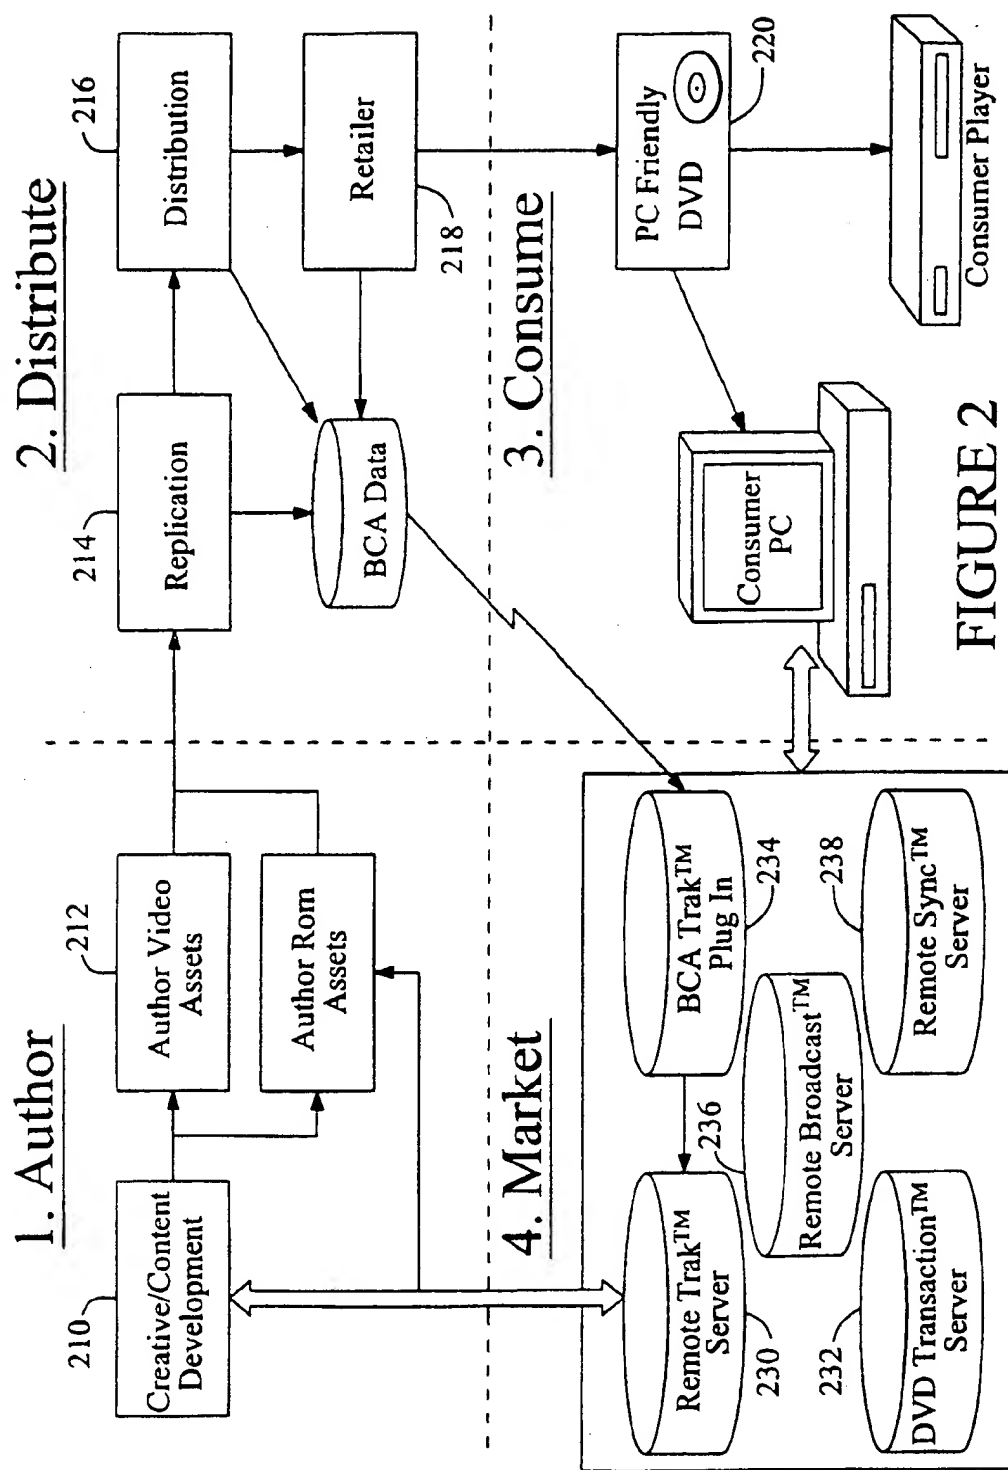 1. Author
210
Creative/Content
Development
212
Author Video
Assets
Author Rom
Assets
2. Distribute
214
Replication
216
Distribution
BCA Data
Retailer
218
4. Market
Remote Trak™
Server
230
BCA Trak™
Plug In
234
236
Remote Broadcast™
Server
232
DVD Transaction™
Server
238
Remote Sync™
Server
3. Consume
PC Friendly
DVD
220
Consumer
PC
Consumer Player
FIGURE 2